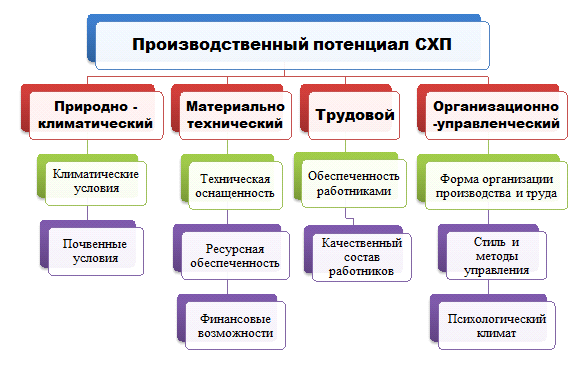 Производственный потенциал СХП
Природно -
климатический
Материально
технический
Трудовой
Организационно
-управленческий
Климатические
условия
Техническая
оснащенность
Обеспеченность
работниками
Форма организации
производства и труда
Почвенные
условия
Ресурсная
обеспеченность
Качественный
состав
работников
Стиль и
методы
управления
Финансовые
возможности
Психологический
климат